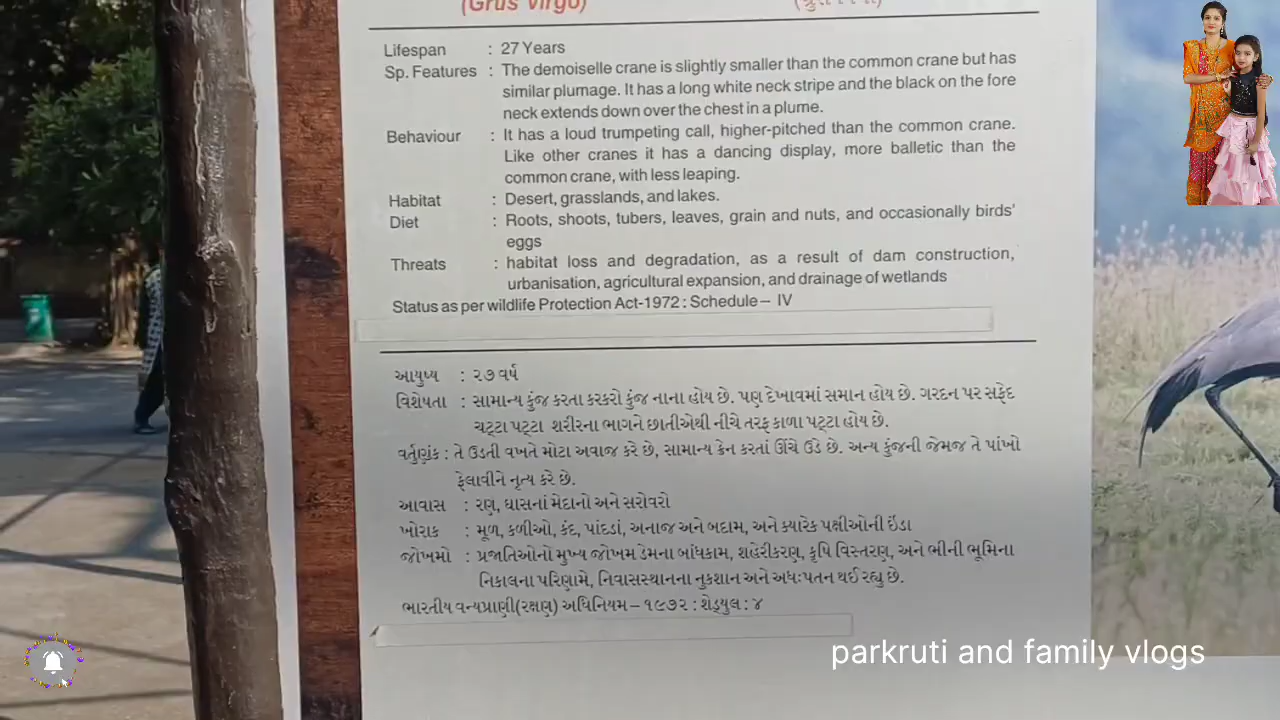 (Grus Virgo)
Lifespan : 27 Years
Sp. Features : The demoiselle crane is slightly smaller than the common crane but has
similar plumage. It has a long white neck stripe and the black on the fore
neck extends down over the chest in a plume.
Behaviour : It has a loud trumpeting call, higher-pitched than the common crane.
Like other cranes it has a dancing display, more balletic than the
common crane, with less leaping.
Habitat : Desert, grasslands, and lakes.
Diet : Roots, shoots, tubers, leaves, grain and nuts, and occasionally birds'
eggs
Threats : habitat loss and degradation, as a result of dam construction,
urbanisation, agricultural expansion, and drainage of wetlands
Status as per wildlife Protection Act-1972 : Schedule – IV
આયુષ્ય : ૨૭ વર્ષ
વિશેષતા : સામાન્ય કુંજ કરતા કરકરો કુંજ નાના હોય છે. પણ દેખાવમાં સમાન હોય છે. ગરદન પર સફેદ
ચટ્ટા પટ્ટા શરીરના ભાગને છાતીએથી નીચે તરફ કાળા પટ્ટા હોય છે.
વર્તુણંક : તે ઉડતી વખતે મોટા અવાજ કરે છે, સામાન્ય ક્રેન કરતાં ઊંચે ઉડે છે. અન્ય કુંજની જેમજ તે પાંખો
ફેલાવીને નૃત્ય કરે છે.
આવાસ : રણ, ઘાસનાં મેદાનો અને સરોવરો
ખોરાક : મૂળ, કળીઓ, કંદ, પાંદડાં, અનાજ અને બદામ, અને ક્યારેક પક્ષીઓની ઈંડા
જોખમો : પ્રજાતિઓનો મુખ્ય જોખમ ડેમના બાંધકામ, શહેરીકરણ, કૃષિ વિસ્તરણ, અને ભીની ભૂમિના
નિકાલના પરિણામે, નિવાસસ્થાનના નુકશાન અને અધઃપતન થઈ રહ્યુ છે.
ભારતીય વન્યપ્રાણી(રક્ષણ) અધિનિયમ – ૧૯૭૨ : શેડ્યુલ : ૪
parkruti and family vlogs